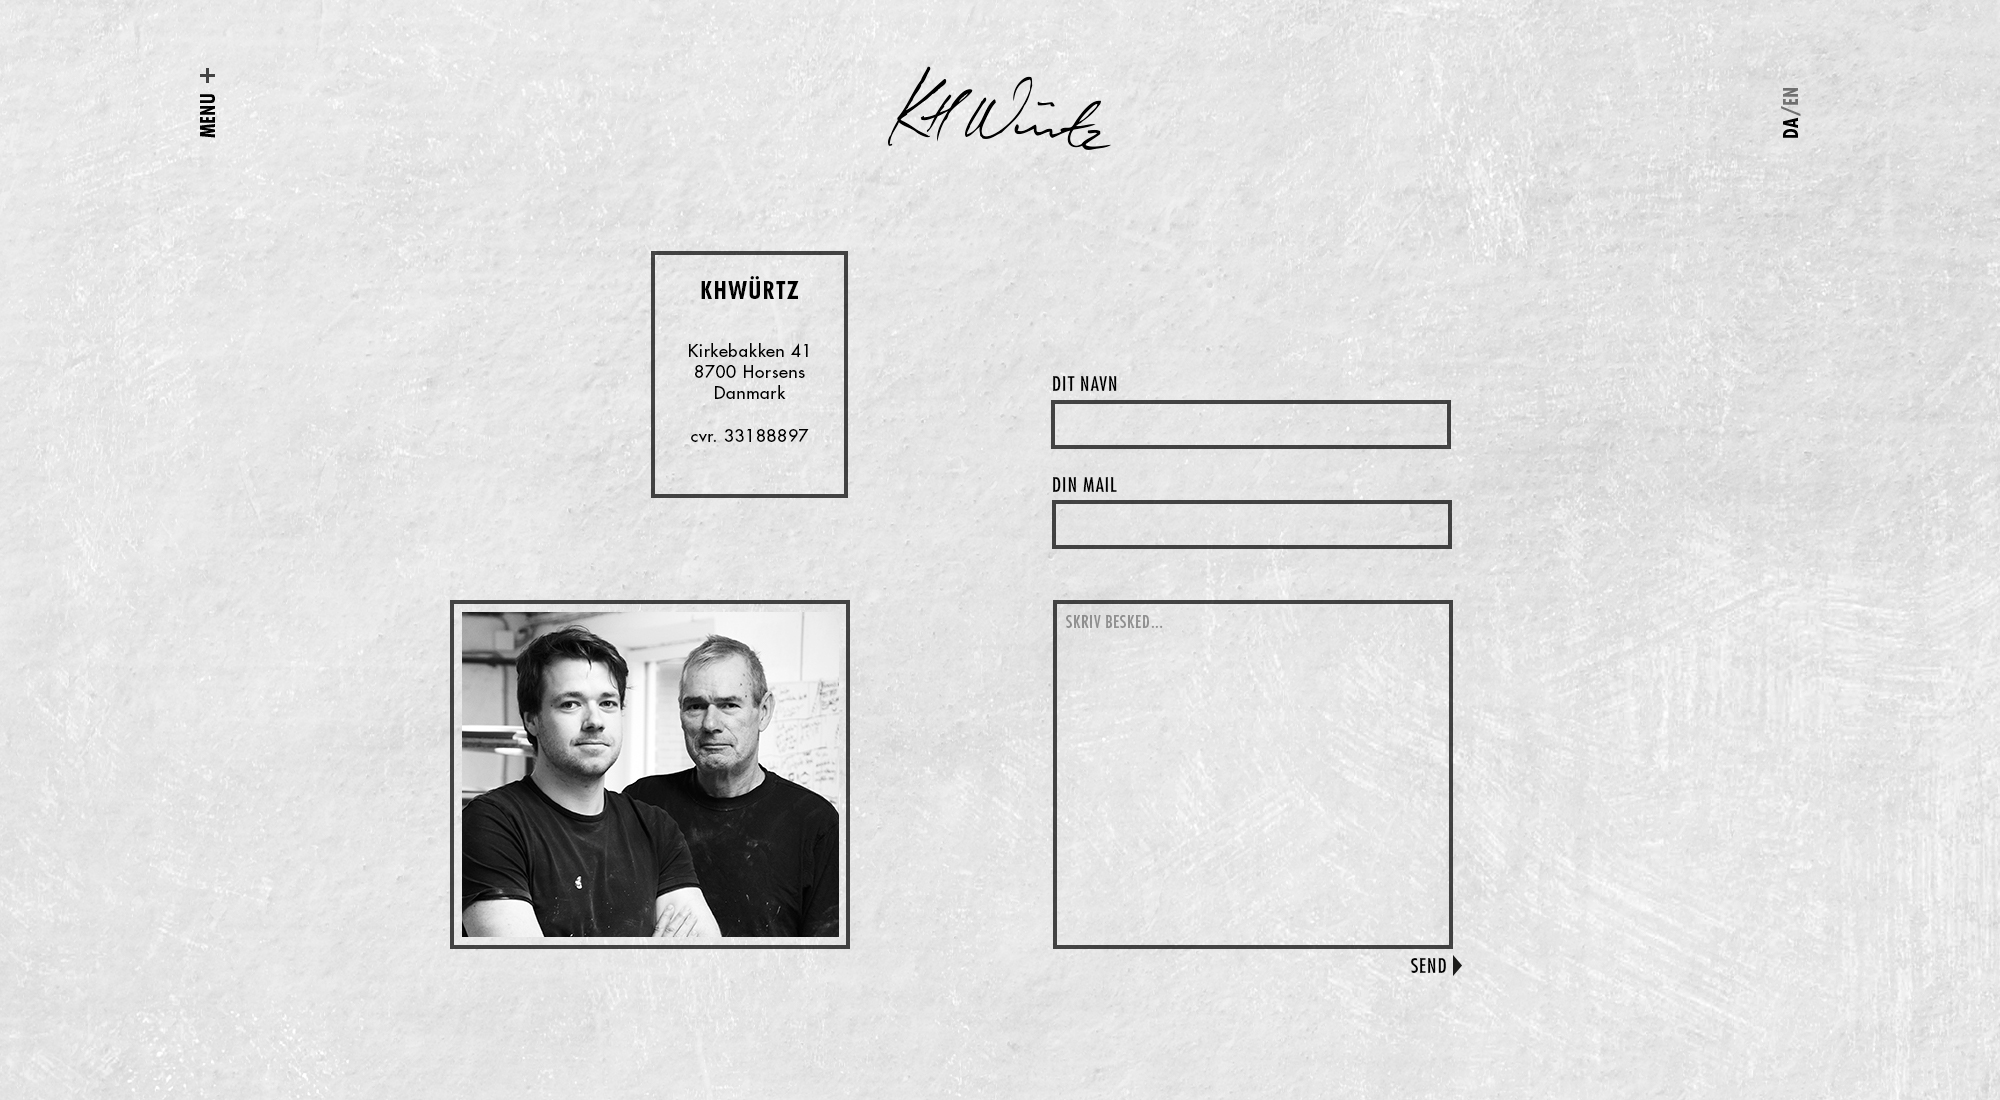 MENU +
KH Würtz
DA/EN
KHWÜRTZ
Kirkebakken 41
8700 Horsens
Danmark
cvr. 33188897
DIT NAVN
DIN MAIL
SKRIV BESKED...
SEND